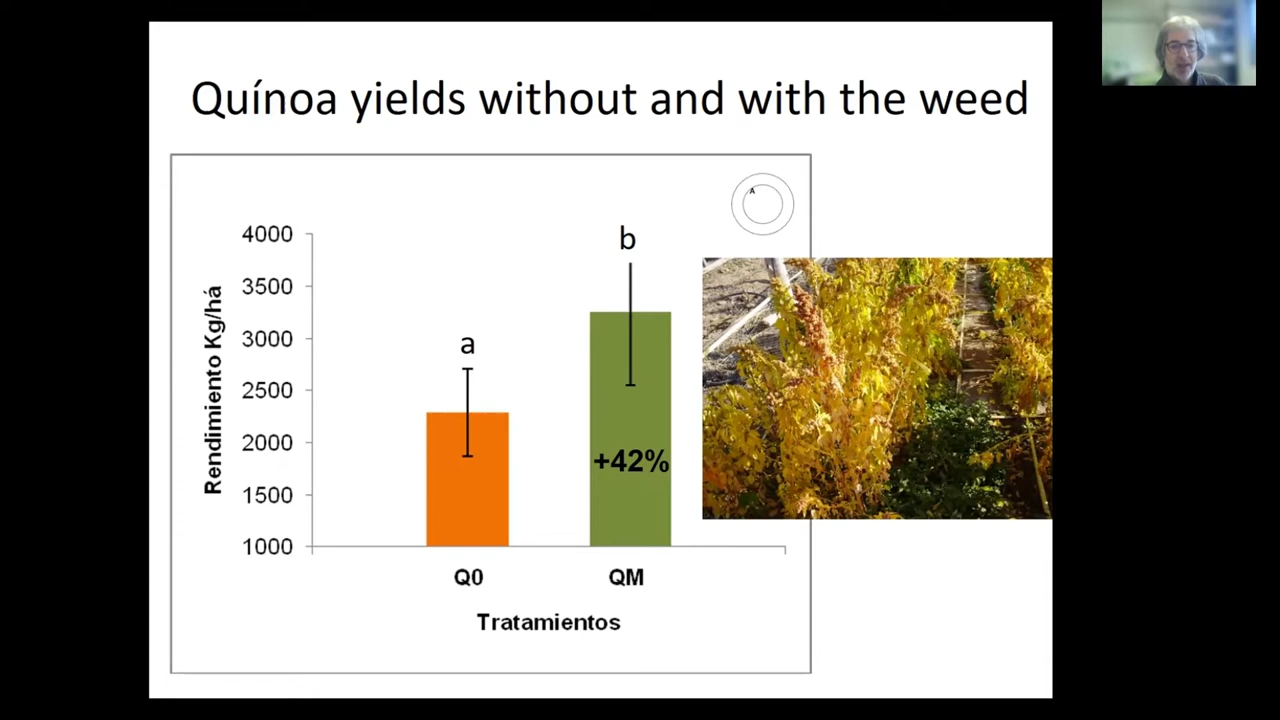 Quínoa yields without and with the weed
A
4000
3500
3000
2500
2000
1500
1000
Rendimiento Kg/há
a
b
+42%
Q0
QM
Tratamientos